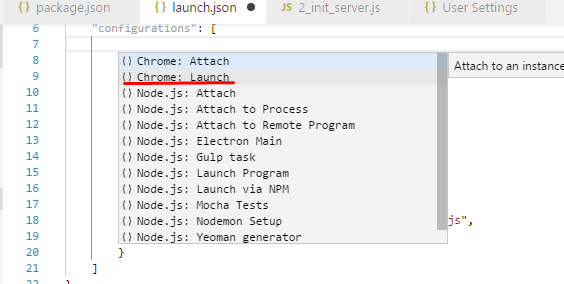 {} package.json {} launch.json ● JS 2_init_server.js {} User Settings
6 "configurations": [
7
8 {} Chrome: Attach Attach to an instance
9 {} Chrome: Launch
10 {} Node.js: Attach
11 {} Node.js: Attach to Process
12 {} Node.js: Attach to Remote Program
13 {} Node.js: Electron Main
14 {} Node.js: Gulp task
15 {} Node.js: Launch Program
16 {} Node.js: Launch via NPM
17 {} Node.js: Mocha Tests
18 {} Node.js: Nodemon Setup js",
19 {} Node.js: Yeoman generator
20 }
21 ]
22 }